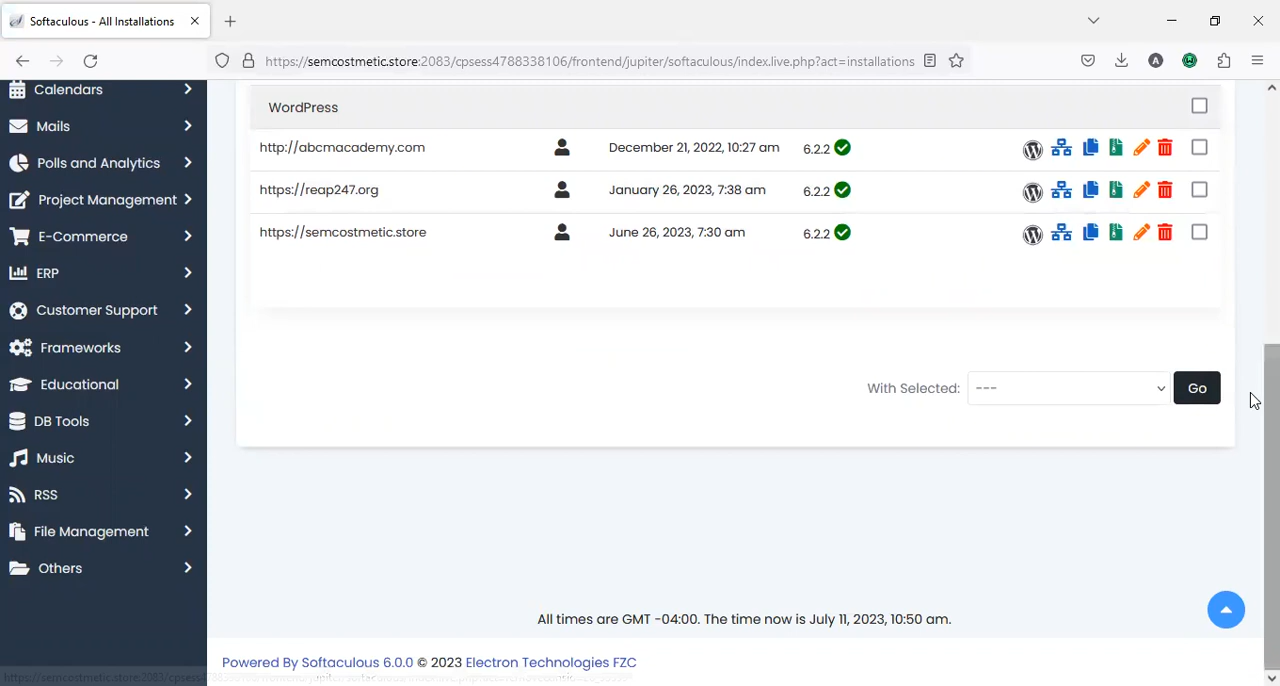 Softaculous - All Installations
https://semcostmetic.store:2083/cpsess4788338106/frontend/jupiter/softaculous/index.live.php?act=installations
Calendars
Mails
Polls and Analytics
Project Management
E-Commerce
ERP
Customer Support
Frameworks
Educational
DB Tools
Music
RSS
File Management
Others
WordPress
http://abcmacademy.com December 21, 2022, 10:27 am 6.2.2
https://reap247.org January 26, 2023, 7:38 am 6.2.2
https://semcostmetic.store June 26, 2023, 7:30 am 6.2.2
With Selected: --- Go
All times are GMT -04:00. The time now is July 11, 2023, 10:50 am.
Powered By Softaculous 6.0.0 © 2023 Electron Technologies FZC